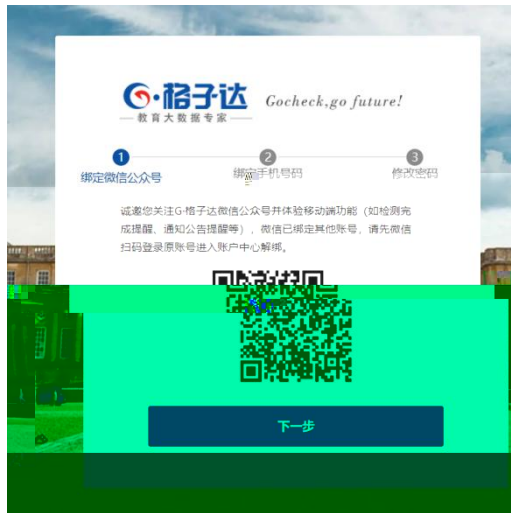 G·格子达 Gocheck,go future!
教育大数据专家
1 2 3
绑定微信公众号 绑定手机号码 修改密码
诚邀您关注G·格子达微信公众号并体验移动端功能（如检测完
成提醒、通知公告提醒等），微信已绑定其他账号，请先微信
扫码登录原账号进入账户中心解绑。
下一步